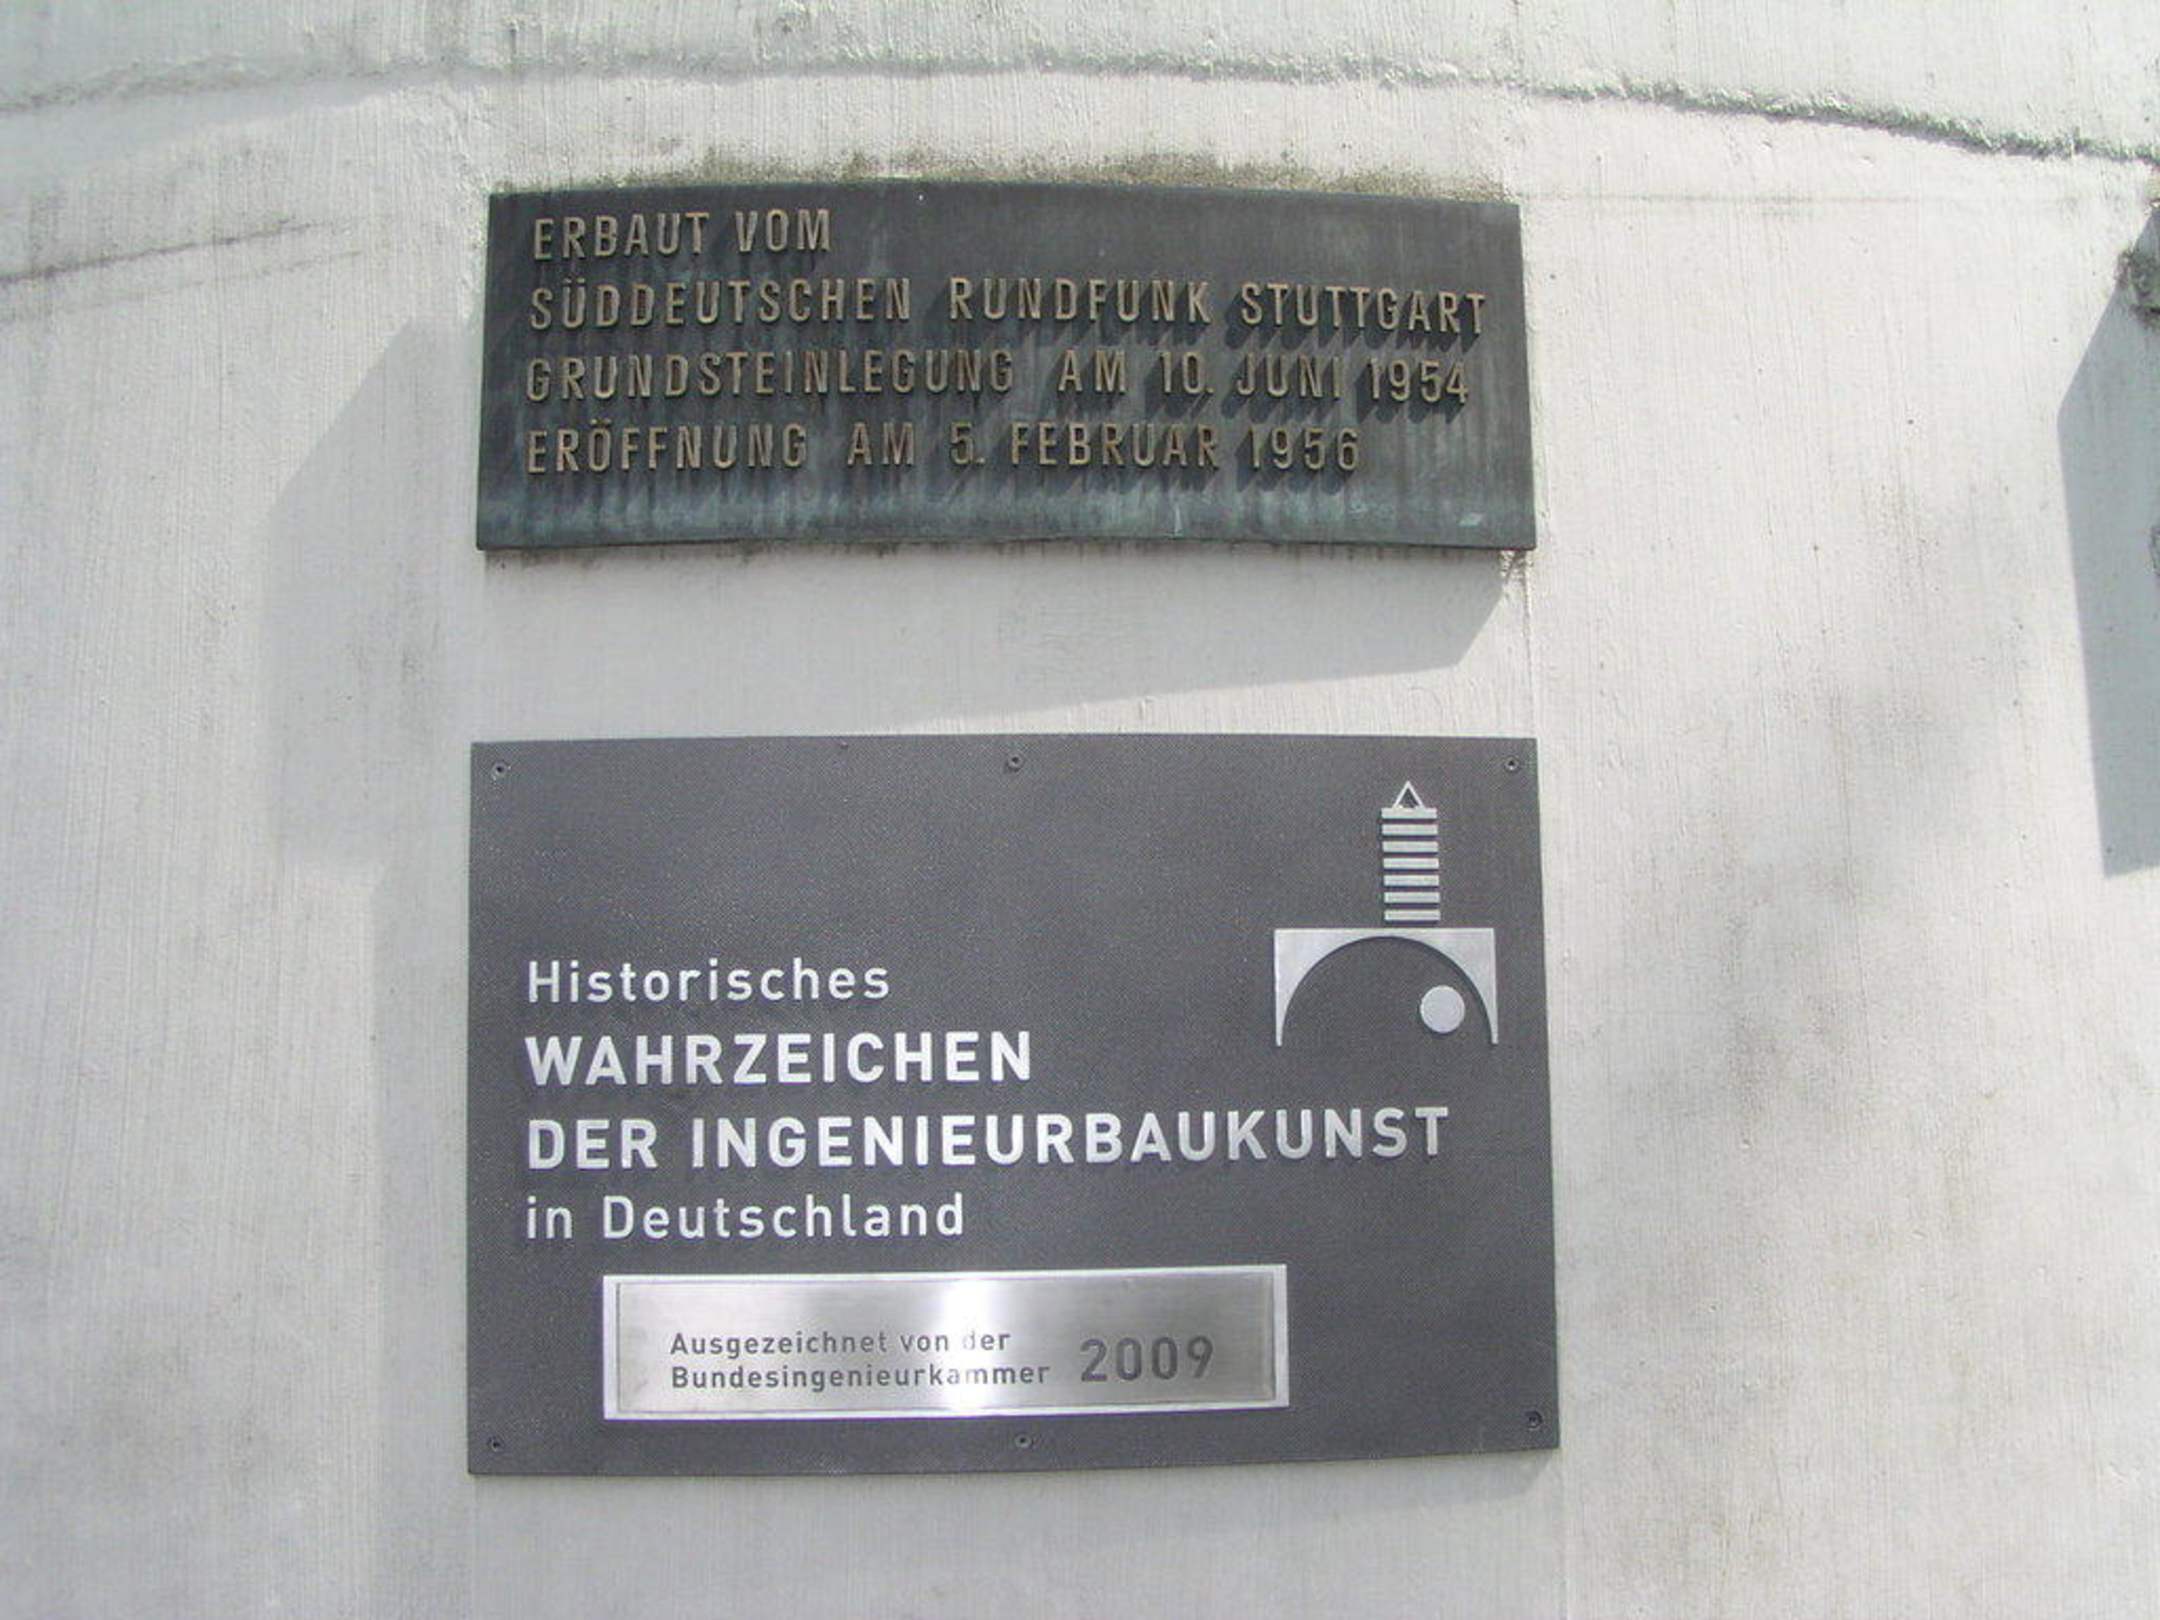 ERBAUT VOM
SÜDDEUTSCHEN RUNDFUNK STUTTGART
GRUNDSTEINLEGUNG AM 10. JUNI 1954
ERÖFFNUNG AM 5. FEBRUAR 1956
Historisches
WAHRZEICHEN
DER INGENIEURBAUKUNST
in Deutschland
Ausgezeichnet von der
Bundesingenieurkammer 2009